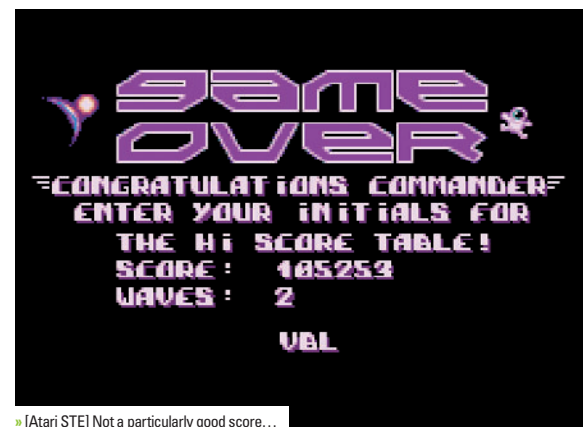 game
over
CONGRATULATiONS COMMANDER
ENTER YOUR iNiTiALS FOR
THE Hi SCORE TABLE!
SCORE: 105253
WAVES: 2
VBL
» [Atari STE] Not a particularly good score...